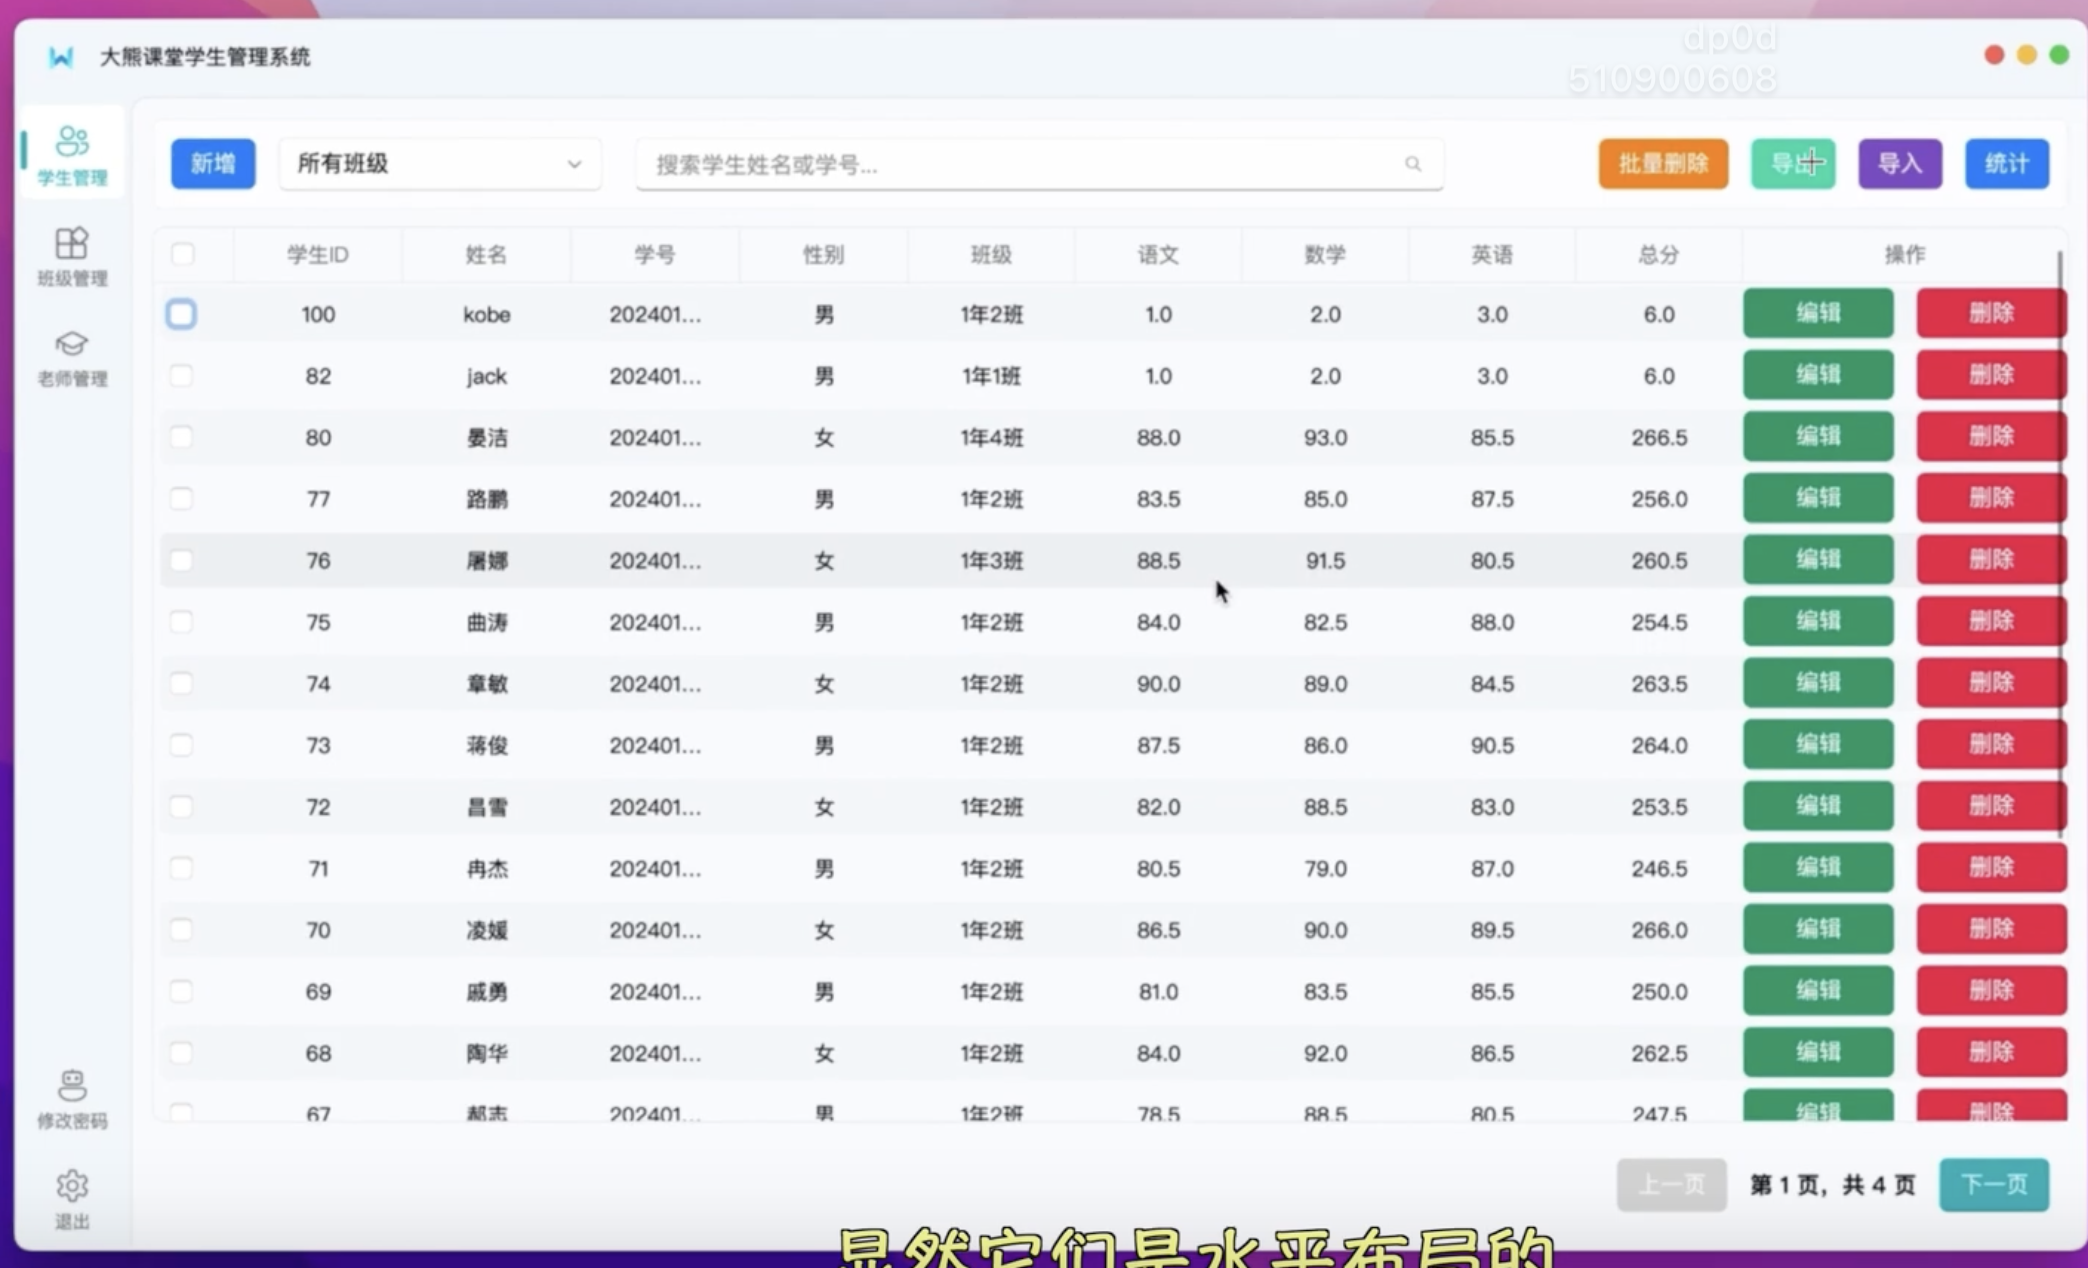 大熊课堂学生管理系统
dp0d
510900608
学生管理
班级管理
老师管理
修改密码
退出
新增 所有班级 搜索学生姓名或学号... 批量删除 导出 导入 统计
学生ID 姓名 学号 性别 班级 语文 数学 英语 总分 操作
100 kobe 202401... 男 1年2班 1.0 2.0 3.0 6.0 编辑 删除
82 jack 202401... 男 1年1班 1.0 2.0 3.0 6.0 编辑 删除
80 晏洁 202401... 女 1年4班 88.0 93.0 85.5 266.5 编辑 删除
77 路鹏 202401... 男 1年2班 83.5 85.0 87.5 256.0 编辑 删除
76 屠娜 202401... 女 1年3班 88.5 91.5 80.5 260.5 编辑 删除
75 曲涛 202401... 男 1年2班 84.0 82.5 88.0 254.5 编辑 删除
74 章敏 202401... 女 1年2班 90.0 89.0 84.5 263.5 编辑 删除
73 蒋俊 202401... 男 1年2班 87.5 86.0 90.5 264.0 编辑 删除
72 昌雪 202401... 女 1年2班 82.0 88.5 83.0 253.5 编辑 删除
71 冉杰 202401... 男 1年2班 80.5 79.0 87.0 246.5 编辑 删除
70 凌媛 202401... 女 1年2班 86.5 90.0 89.5 266.0 编辑 删除
69 戚勇 202401... 男 1年2班 81.0 83.5 85.5 250.0 编辑 删除
68 陶华 202401... 女 1年2班 84.0 92.0 86.5 262.5 编辑 删除
67 郝志 202401... 男 1年2班 78.5 88.5 80.5 247.5 编辑 删除
上一页 第 1 页，共 4 页 下一页
显然它们是水平布局的